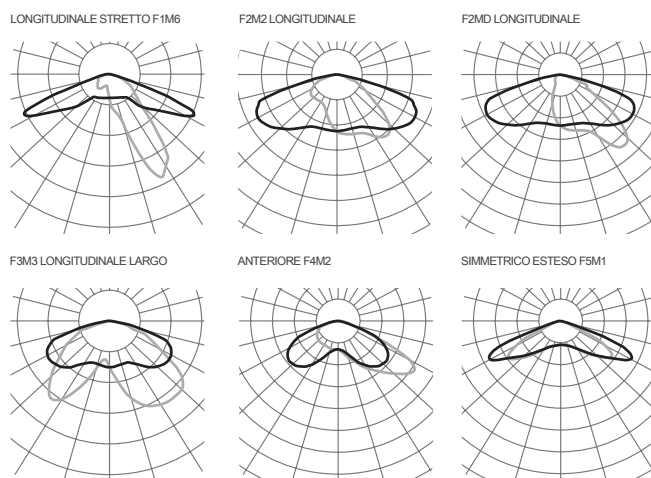 LONGITUDINALE STRETTO F1M6
F2M2 LONGITUDINALE
F2MD LONGITUDINALE
F3M3 LONGITUDINALE LARGO
ANTERIORE F4M2
SIMMETRICO ESTESO F5M1